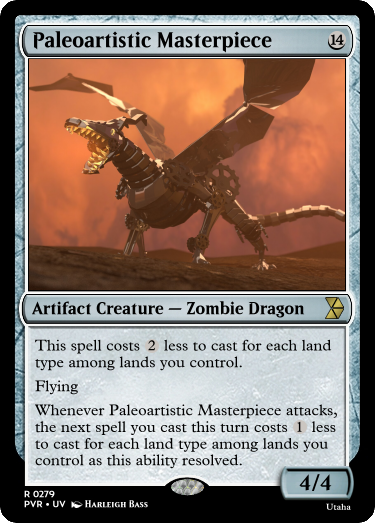 Paleoartistic Masterpiece 14
Artifact Creature — Zombie Dragon
This spell costs 2 less to cast for each land
type among lands you control.
Flying
Whenever Paleoartistic Masterpiece attacks,
the next spell you cast this turn costs 1 less
to cast for each land type among lands you
control as this ability resolved.
4/4
R 0279
PVR • UV Harleigh Bass
Utaha